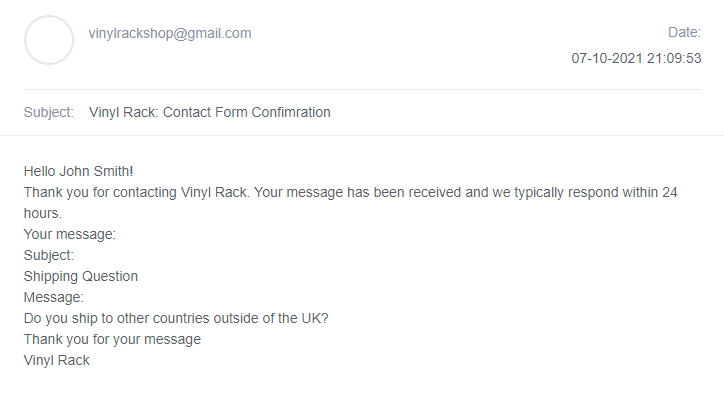 vinylrackshop@gmail.com
Date:
07-10-2021 21:09:53
Subject: Vinyl Rack: Contact Form Confimration
Hello John Smith!
Thank you for contacting Vinyl Rack. Your message has been received and we typically respond within 24
hours.
Your message:
Subject:
Shipping Question
Message:
Do you ship to other countries outside of the UK?
Thank you for your message
Vinyl Rack